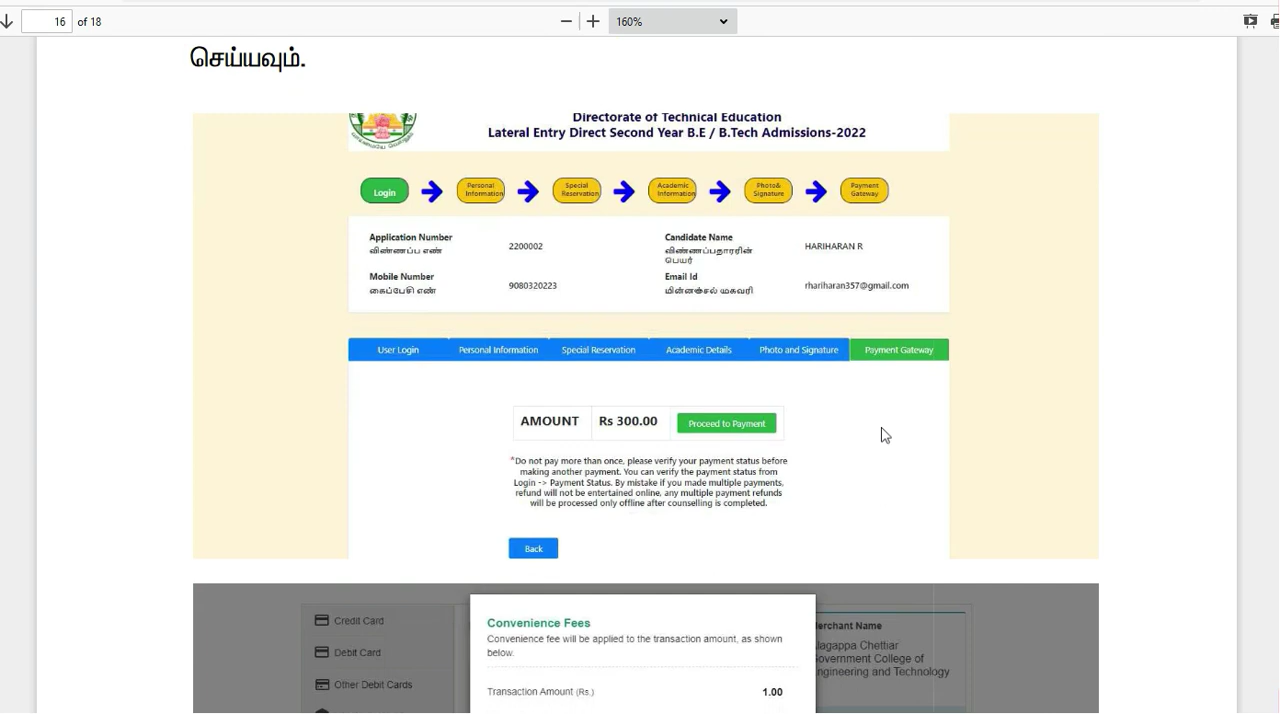 16 of 18
160%
செய்யவும்.
Directorate of Technical Education
Lateral Entry Direct Second Year B.E / B.Tech Admissions-2022
Login
Personal Information
Special Reservation
Academic Information
Photo& Signature
Payment Gateway
Application Number
விண்ணப்ப எண்
2200002
Candidate Name
விண்ணப்பதாரரின்
பெயர்
HARIHARAN R
Mobile Number
கைப்பேசி எண்
9080320223
Email Id
மின்னஞ்சல் முகவரி
rhariharan357@gmail.com
User Login Personal Information Special Reservation Academic Details Photo and Signature Payment Gateway
AMOUNT Rs 300.00 Proceed to Payment
*Do not pay more than once, please verify your payment status before
making another payment. You can verify the payment status from
Login -> Payment Status. By mistake if you made multiple payments,
refund will not be entertained online, any multiple payment refunds
will be processed only offline after counselling is completed.
Back
Credit Card
Debit Card
Other Debit Cards
Convenience Fees
Convenience fee will be applied to the transaction amount, as shown
below.
Transaction Amount (Rs.) 1.00
erchant Name
lagappa Chettiar
overnment College of
ngineering and Technology